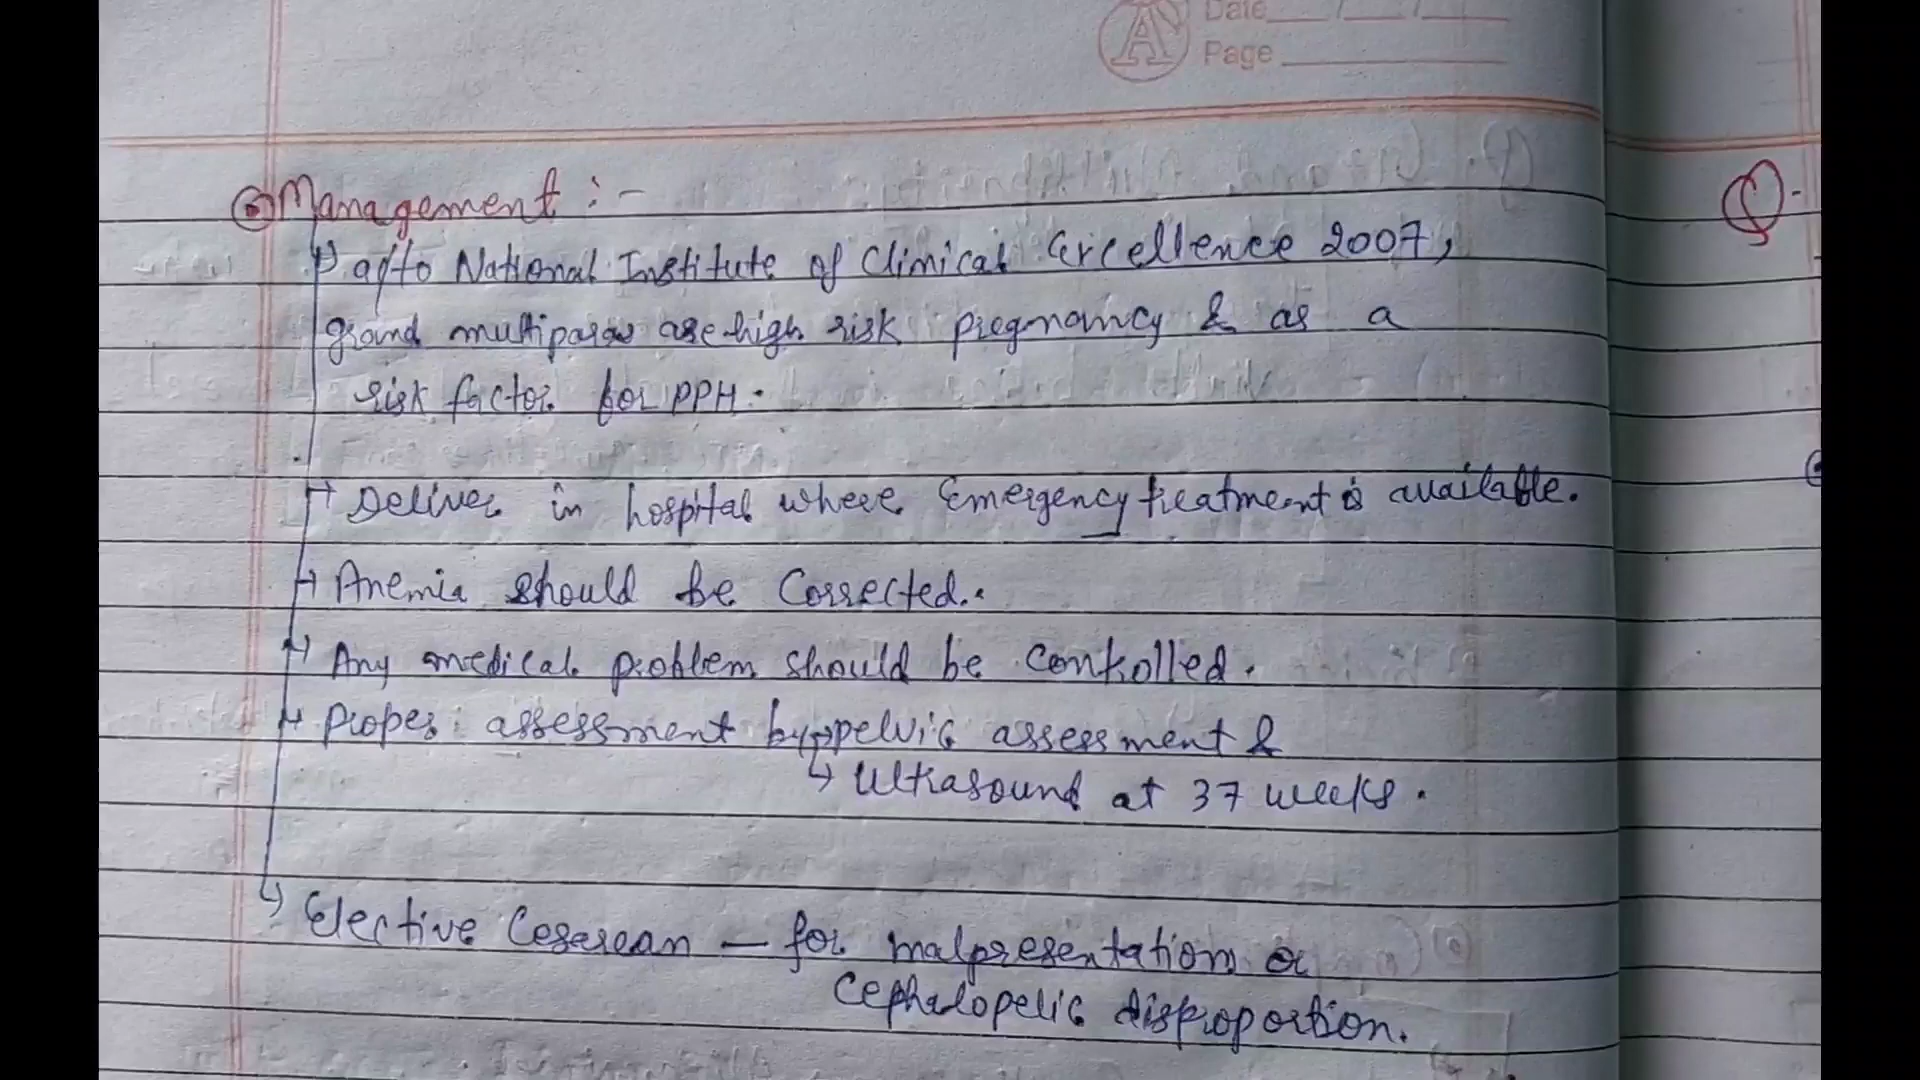 Date / /
Page
Management :-
ac/to National Institute of Clinical Excellence 2007,
grand multiparas are high risk pregnancy & as a
risk factor for PPH.
Deliver in hospital where Emergency treatment is available.
Anemia should be Corrected.
Any medical problem should be controlled.
Proper assessment by → pelvic assessment &
↳ Ultrasound at 37 weeks.
Elective Ceserean — for malpresentation or
Cephalopelic disproportion.
Q.